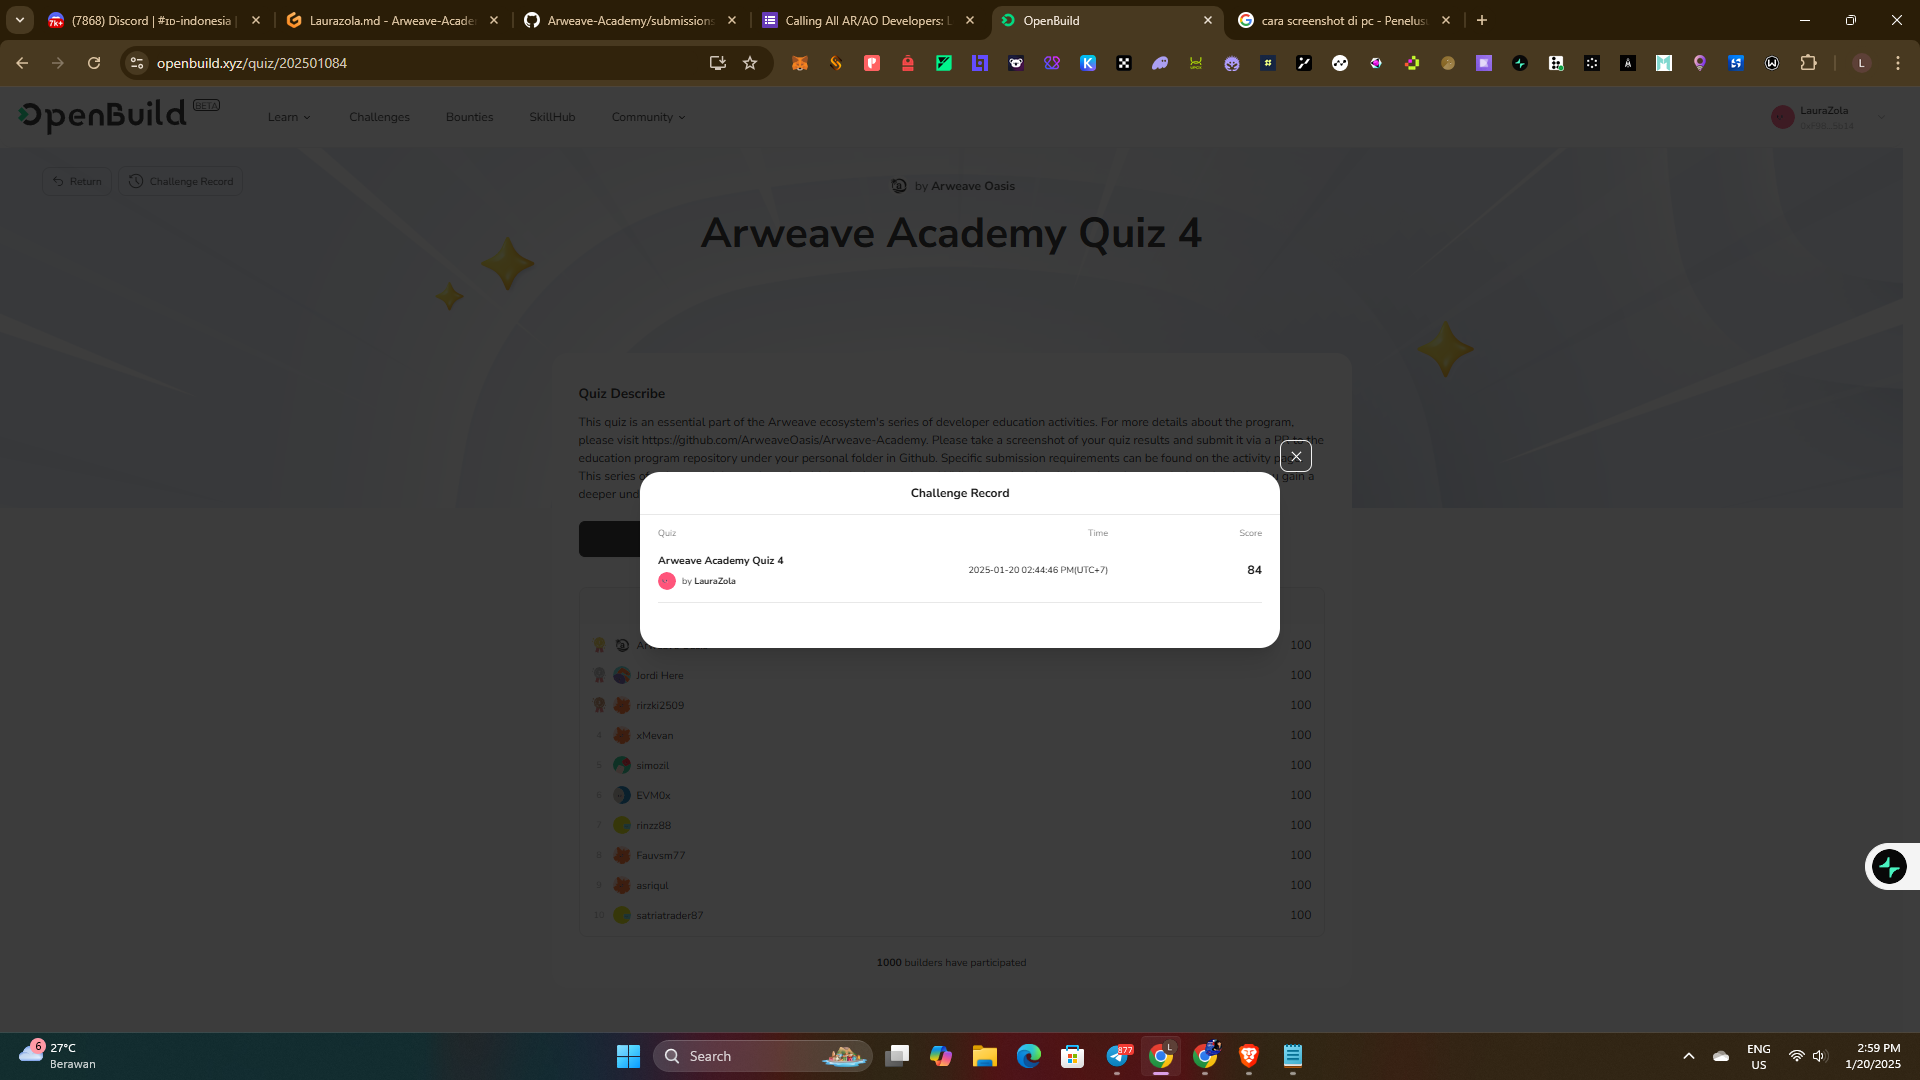 (7868) Discord | #ɪᴅ-indonesia |
Laurazola.md - Arweave-Acade
Arweave-Academy/submissions
Calling All AR/AO Developers: L
OpenBuild
cara screenshot di pc - Penelus
openbuild.xyz/quiz/202501084
OpenBuild BETA
Learn
Challenges
Bounties
SkillHub
Community
LauraZola
Return
Challenge Record
by Arweave Oasis
Arweave Academy Quiz 4
Quiz Describe
This quiz is an essential part of the Arweave ecosystem's series of developer education activities. For more details about the program,
please visit https://github.com/ArweaveOasis/Arweave-Academy. Please take a screenshot of your quiz results and submit it via a PR to the
education program repository under your personal folder in Github. Specific submission requirements can be found on the activity
This series
gain a
deeper
Challenge Record
Quiz Time Score
Arweave Academy Quiz 4
by LauraZola
2025-01-20 02:44:46 PM(UTC+7)
84
100
Jordi Here 100
rirzki2509 100
4 xMevan 100
5 simozil 100
6 EVM0x 100
7 rinzz88 100
8 Fauvsm77 100
9 asriqul 100
10 satriatrader87 100
1000 builders have participated
6
27°C
Berawan
Search
877
ENG
US
2:59 PM
1/20/2025